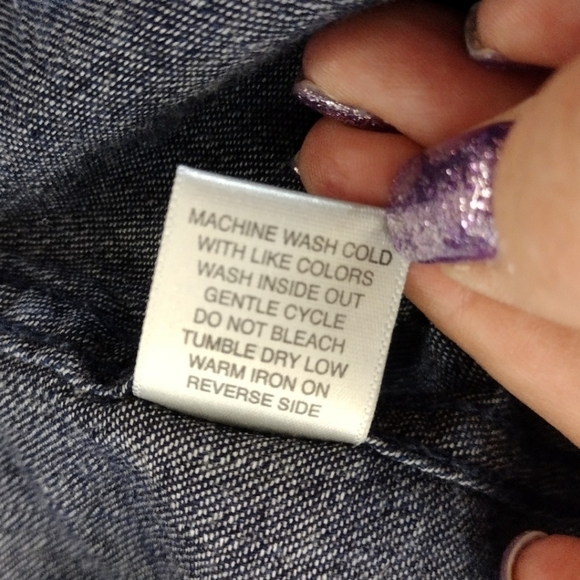 MACHINE WASH COLD
WITH LIKE COLORS
WASH INSIDE OUT
GENTLE CYCLE
DO NOT BLEACH
TUMBLE DRY LOW
WARM IRON ON
REVERSE SIDE